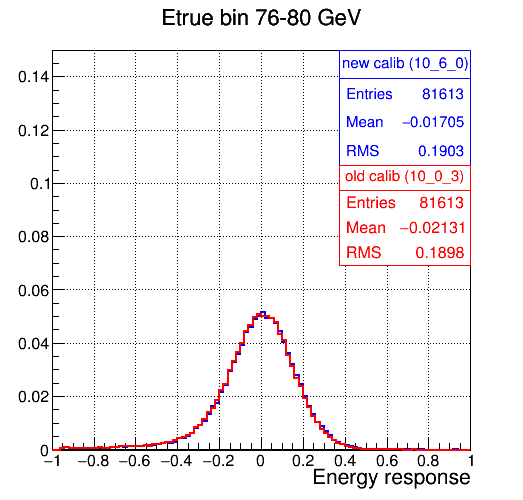 Etrue bin 76-80 GeV
new calib (10_6_0)
Entries 81613
Mean −0.01705
RMS 0.1903
old calib (10_0_3)
Entries 81613
Mean −0.02131
RMS 0.1898
0.14
0.12
0.1
0.08
0.06
0.04
0.02
0
−1 −0.8 −0.6 −0.4 −0.2 0 0.2 0.4 0.6 0.8 1
Energy response